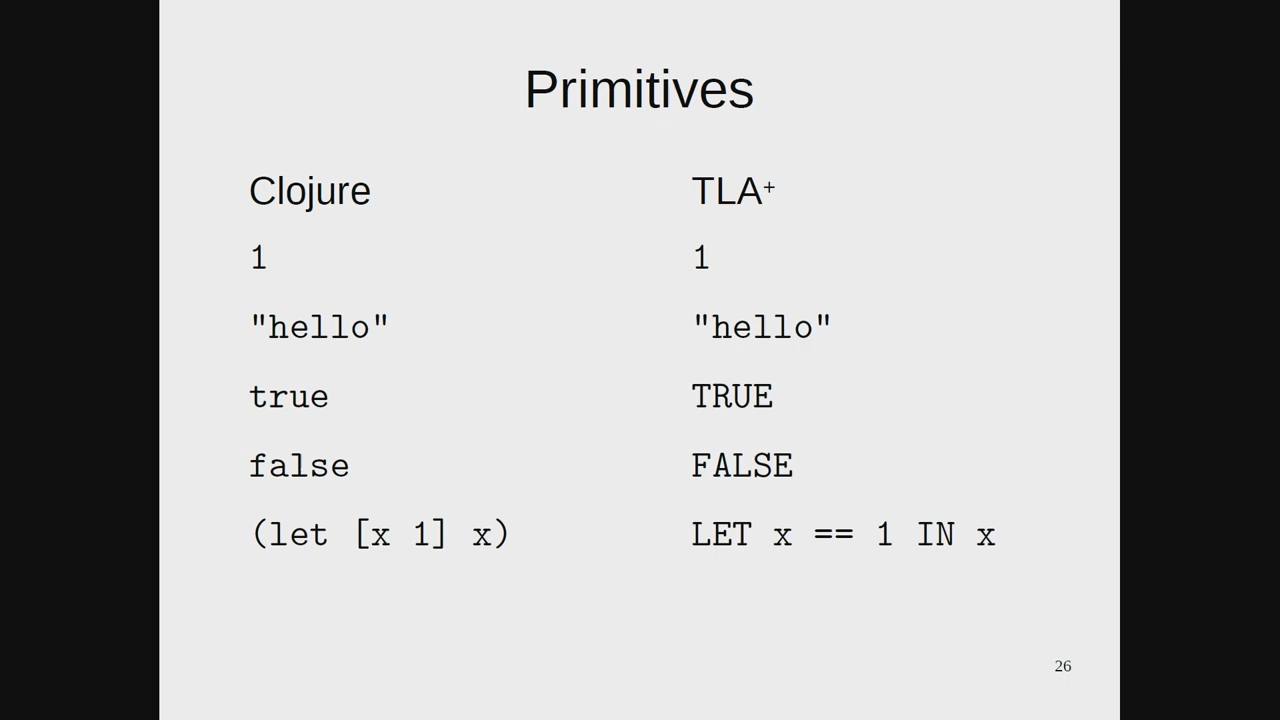 Primitives
Clojure TLA+
1 1
"hello" "hello"
true TRUE
false FALSE
(let [x 1] x) LET x == 1 IN x
26